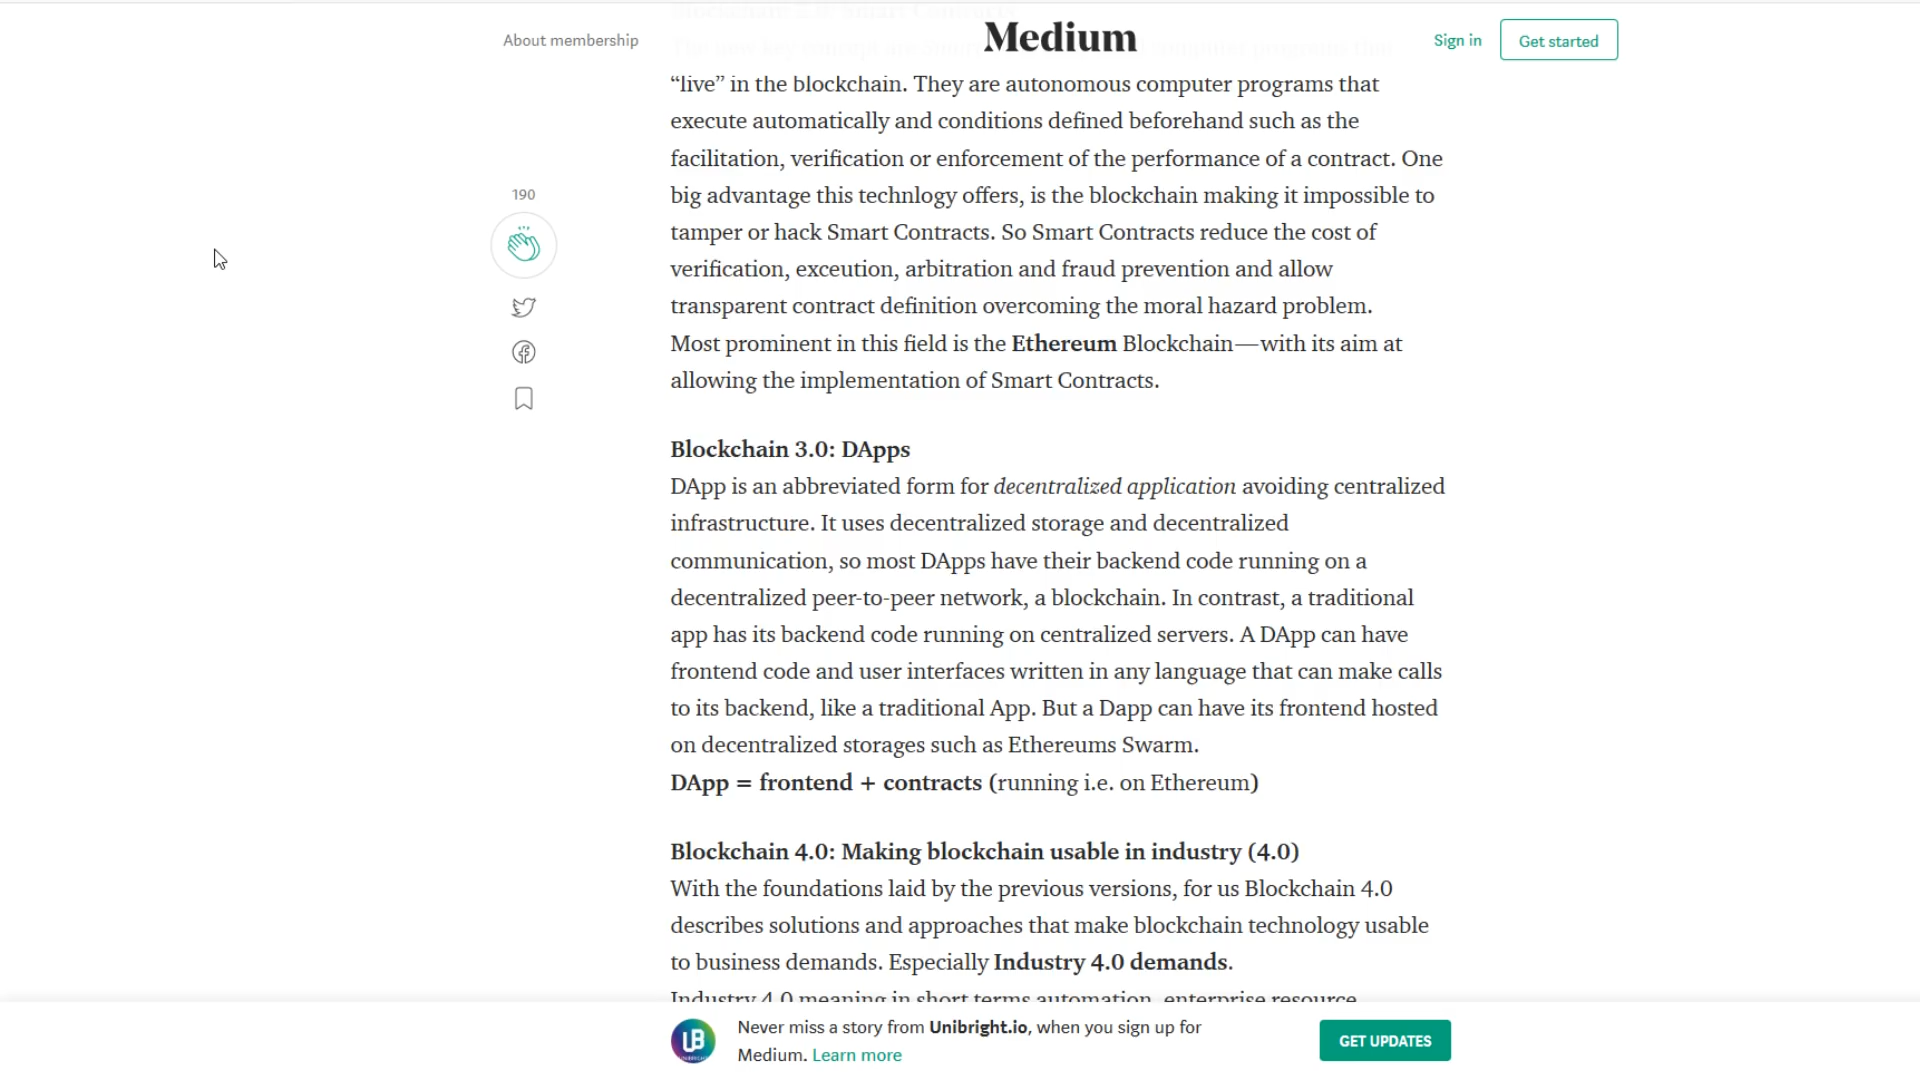 About membership
Medium
Sign in
Get started
“live” in the blockchain. They are autonomous computer programs that
execute automatically and conditions defined beforehand such as the
facilitation, verification or enforcement of the performance of a contract. One
big advantage this technlogy offers, is the blockchain making it impossible to
tamper or hack Smart Contracts. So Smart Contracts reduce the cost of
verification, exceution, arbitration and fraud prevention and allow
transparent contract definition overcoming the moral hazard problem.
Most prominent in this field is the Ethereum Blockchain—with its aim at
allowing the implementation of Smart Contracts.
190
Blockchain 3.0: DApps
DApp is an abbreviated form for decentralized application avoiding centralized
infrastructure. It uses decentralized storage and decentralized
communication, so most DApps have their backend code running on a
decentralized peer-to-peer network, a blockchain. In contrast, a traditional
app has its backend code running on centralized servers. A DApp can have
frontend code and user interfaces written in any language that can make calls
to its backend, like a traditional App. But a Dapp can have its frontend hosted
on decentralized storages such as Ethereums Swarm.
DApp = frontend + contracts (running i.e. on Ethereum)
Blockchain 4.0: Making blockchain usable in industry (4.0)
With the foundations laid by the previous versions, for us Blockchain 4.0
describes solutions and approaches that make blockchain technology usable
to business demands. Especially Industry 4.0 demands.
Industry 4.0 meaning in short terms automation, enterprise resource
UB
Never miss a story from Unibright.io, when you sign up for
Medium. Learn more
GET UPDATES